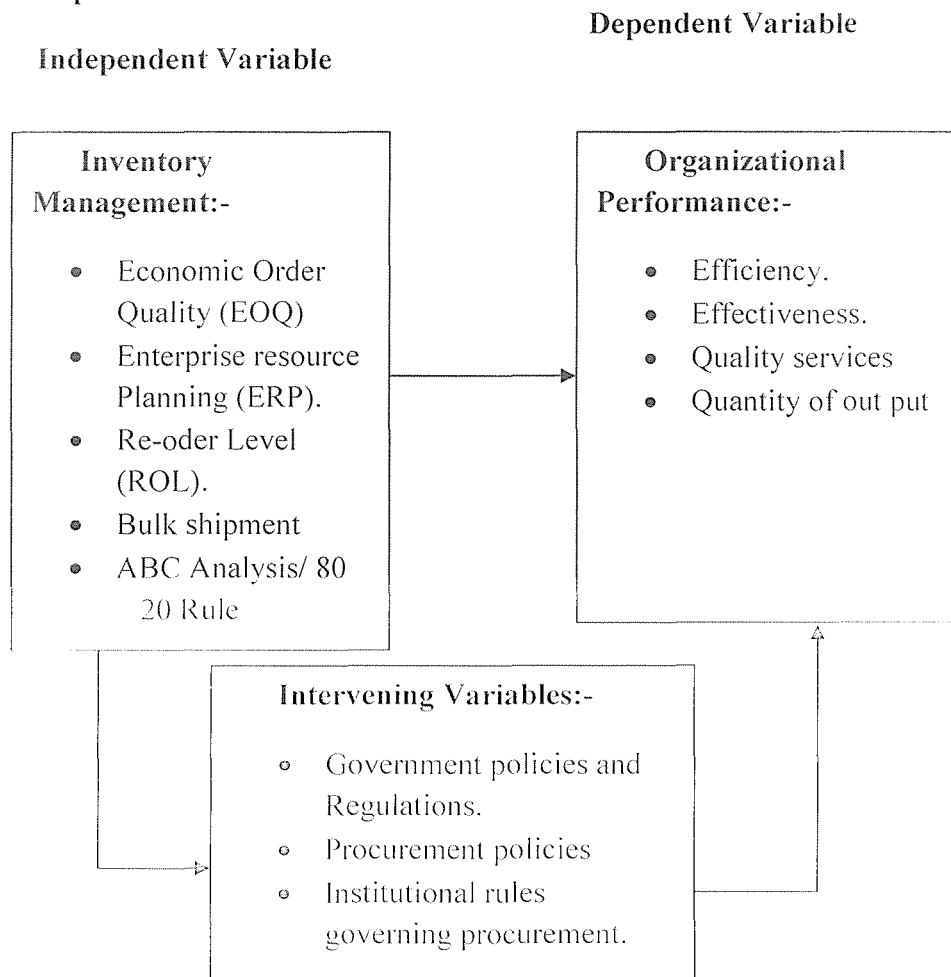 Dependent Variable
Independent Variable
Inventory
Management:-
• Economic Order
Quality (EOQ)
• Enterprise resource
Planning (ERP).
• Re-oder Level
(ROL).
• Bulk shipment
• ABC Analysis/ 80
20 Rule
Organizational
Performance:-
• Efficiency.
• Effectiveness.
• Quality services
• Quantity of out put
Intervening Variables:-
• Government policies and
Regulations.
• Procurement policies
• Institutional rules
governing procurement.